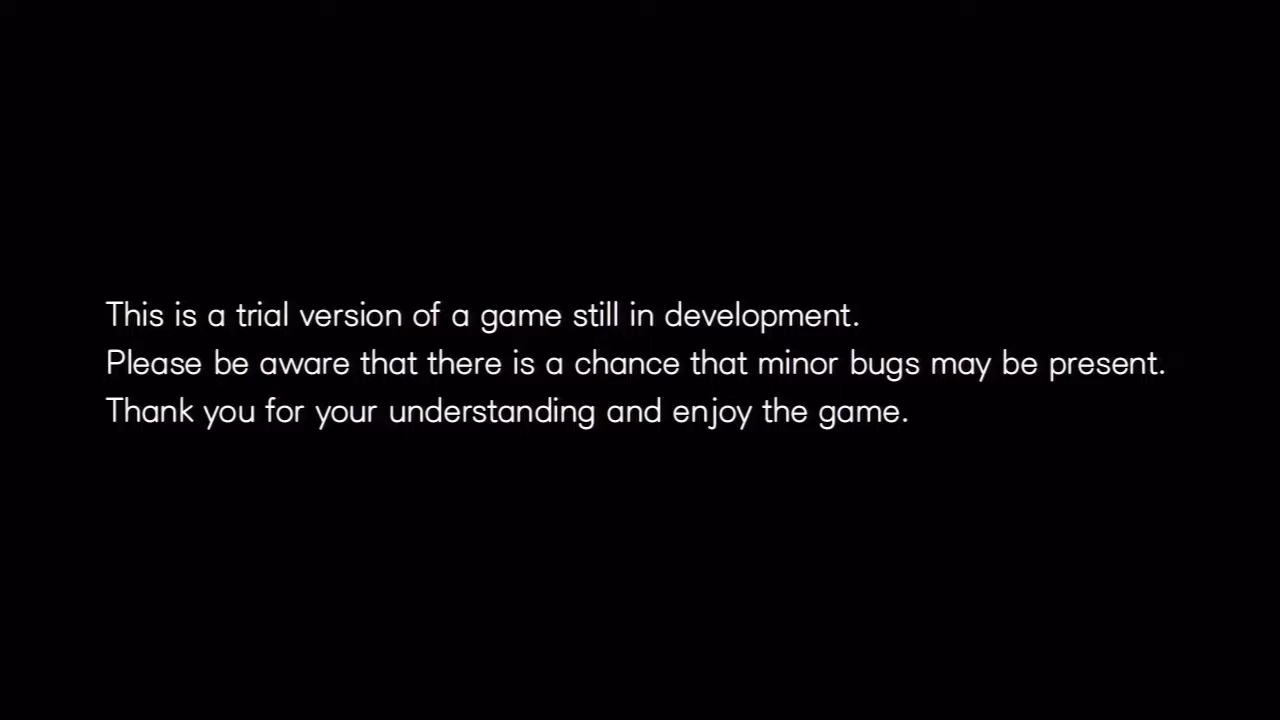 This is a trial version of a game still in development.
Please be aware that there is a chance that minor bugs may be present.
Thank you for your understanding and enjoy the game.